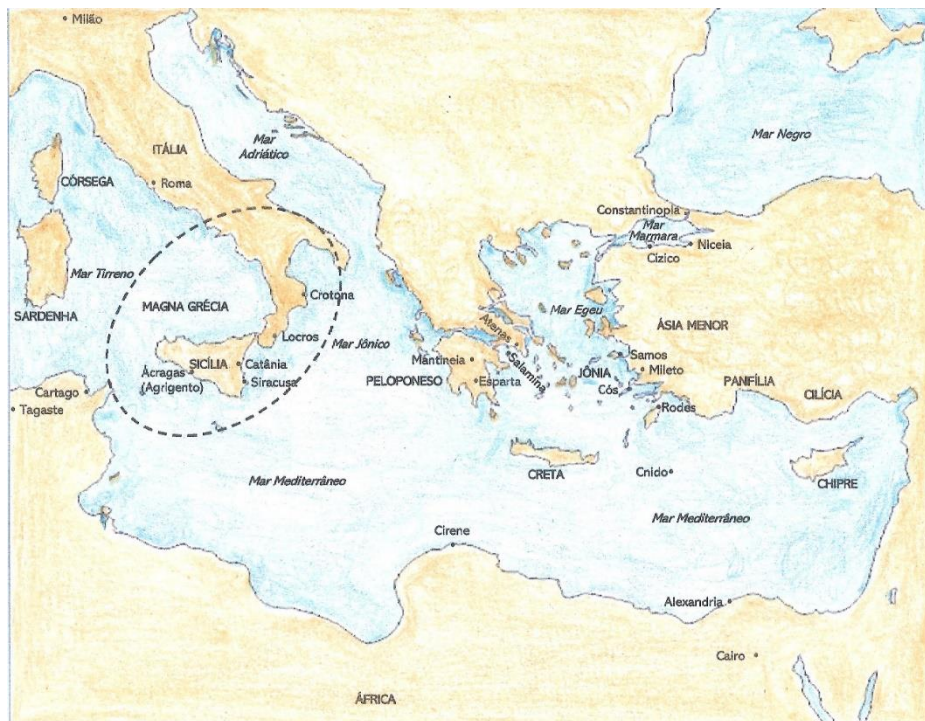 Milão
Mar Negro
Mar
Adriático
ITÁLIA
CÓRSEGA
Roma
Constantinopla
Mar
Marmara
Niceia
Cízico
Mar Tirreno
Crotona
MAGNA GRÉCIA
Mar Egeu
SARDENHA
Atenas
ÁSIA MENOR
Locros
Mar Jônico
Salamina
Samos
Mantineia
SICÍLIA
Catânia
Mileto
Ácragas
(Agrigento)
Siracusa
PELOPONESO
Esparta
JÔNIA
PANFÍLIA
Cós
Cartago
CILÍCIA
Tagaste
Rodes
CRETA
Cnido
CHIPRE
Mar Mediterrâneo
Mar Mediterrâneo
Cirene
Alexandria
Cairo
ÁFRICA